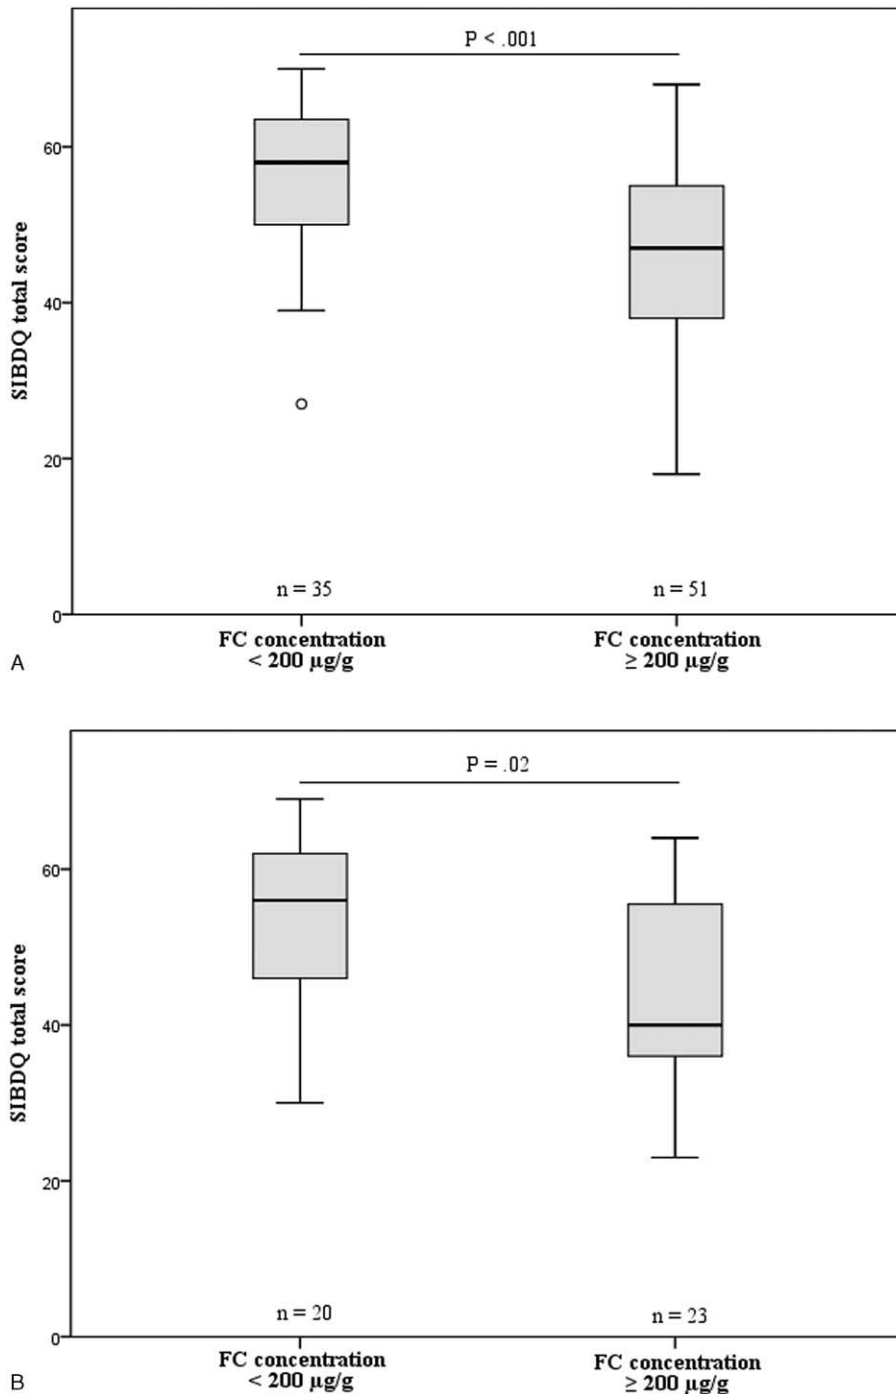 P < .001
60
40
20
0
SIBDQ total score
n = 35
n = 51
FC concentration
< 200 µg/g
FC concentration
≥ 200 µg/g
A
P = .02
60
40
20
0
SIBDQ total score
n = 20
n = 23
FC concentration
< 200 µg/g
FC concentration
≥ 200 µg/g
B